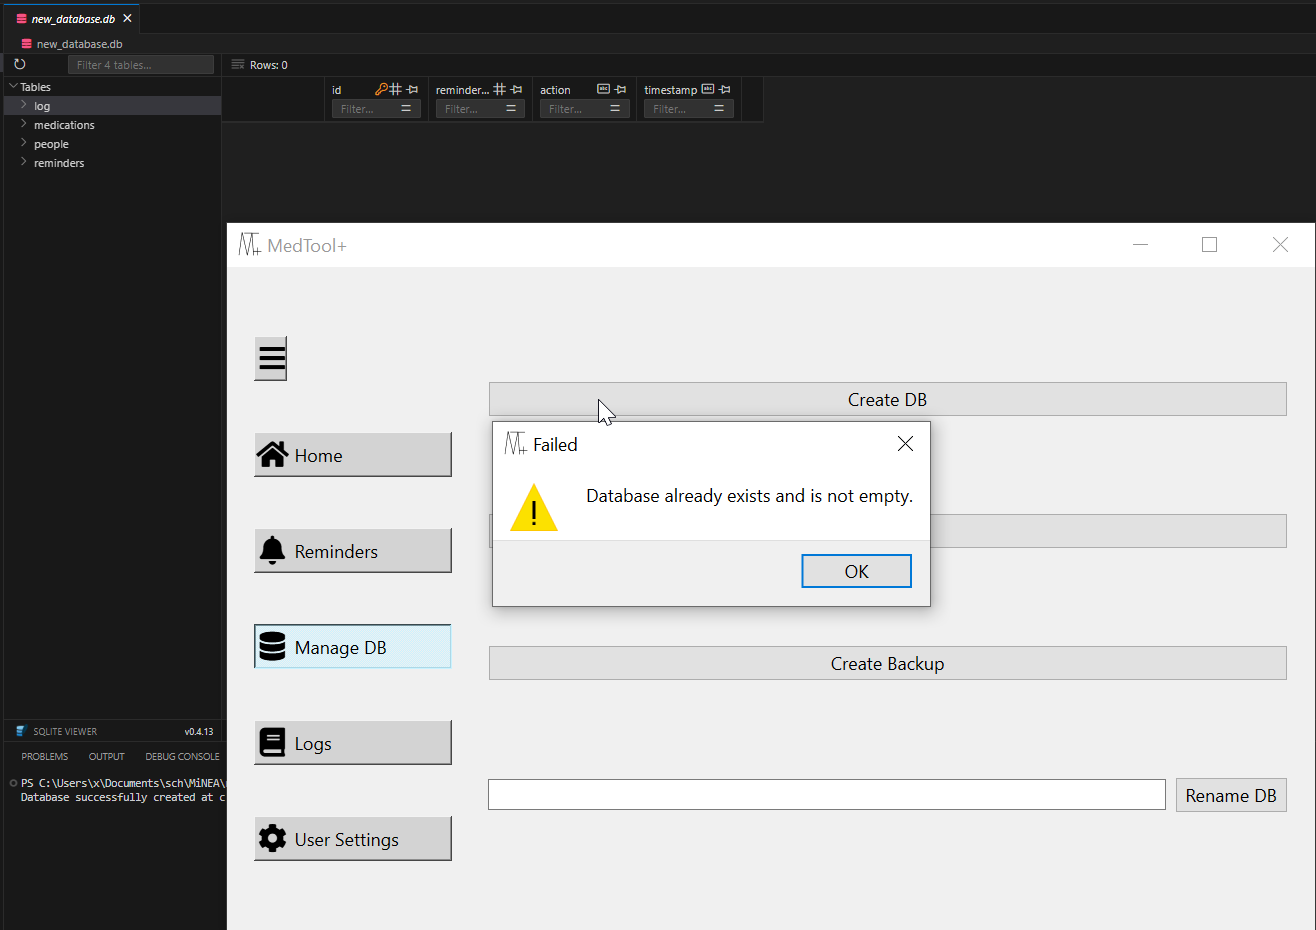 new_database.db
new_database.db
Filter 4 tables...
Rows: 0
Tables
log
medications
people
reminders
id
reminder...
action
timestamp
Filter...
Filter...
Filter...
Filter...
MedTool+
Create DB
Failed
Database already exists and is not empty.
OK
Home
Reminders
Manage DB
Create Backup
Logs
Rename DB
User Settings
SQLITE VIEWER
v0.4.13
PROBLEMS
OUTPUT
DEBUG CONSOLE
PS C:\Users\x\Documents\sch\MiNEA\
Database successfully created at c